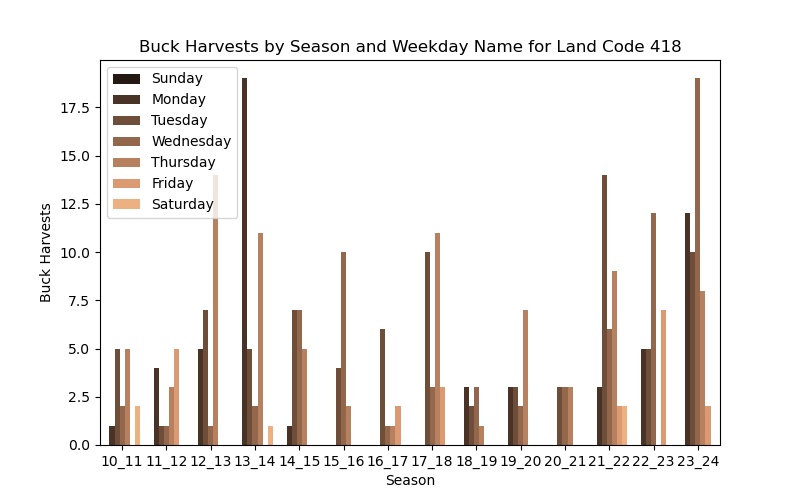 Buck Harvests by Season and Weekday Name for Land Code 418
Sunday
Monday
Tuesday
Wednesday
Thursday
Friday
Saturday
17.5
15.0
12.5
10.0
7.5
5.0
2.5
0.0
Buck Harvests
10_11 11_12 12_13 13_14 14_15 15_16 16_17 17_18 18_19 19_20 20_21 21_22 22_23 23_24
Season